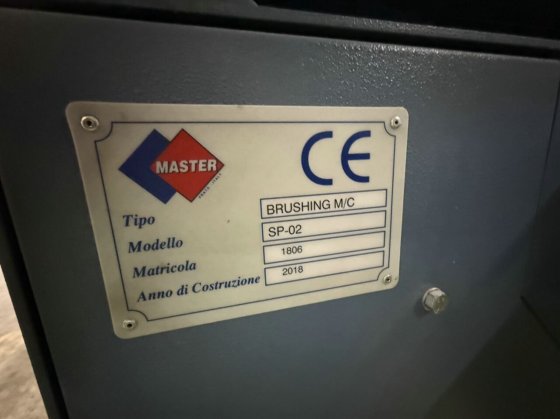 MASTER
CE
Tipo BRUSHING M/C
Modello SP-02
Matricola 1806
Anno di Costruzione 2018